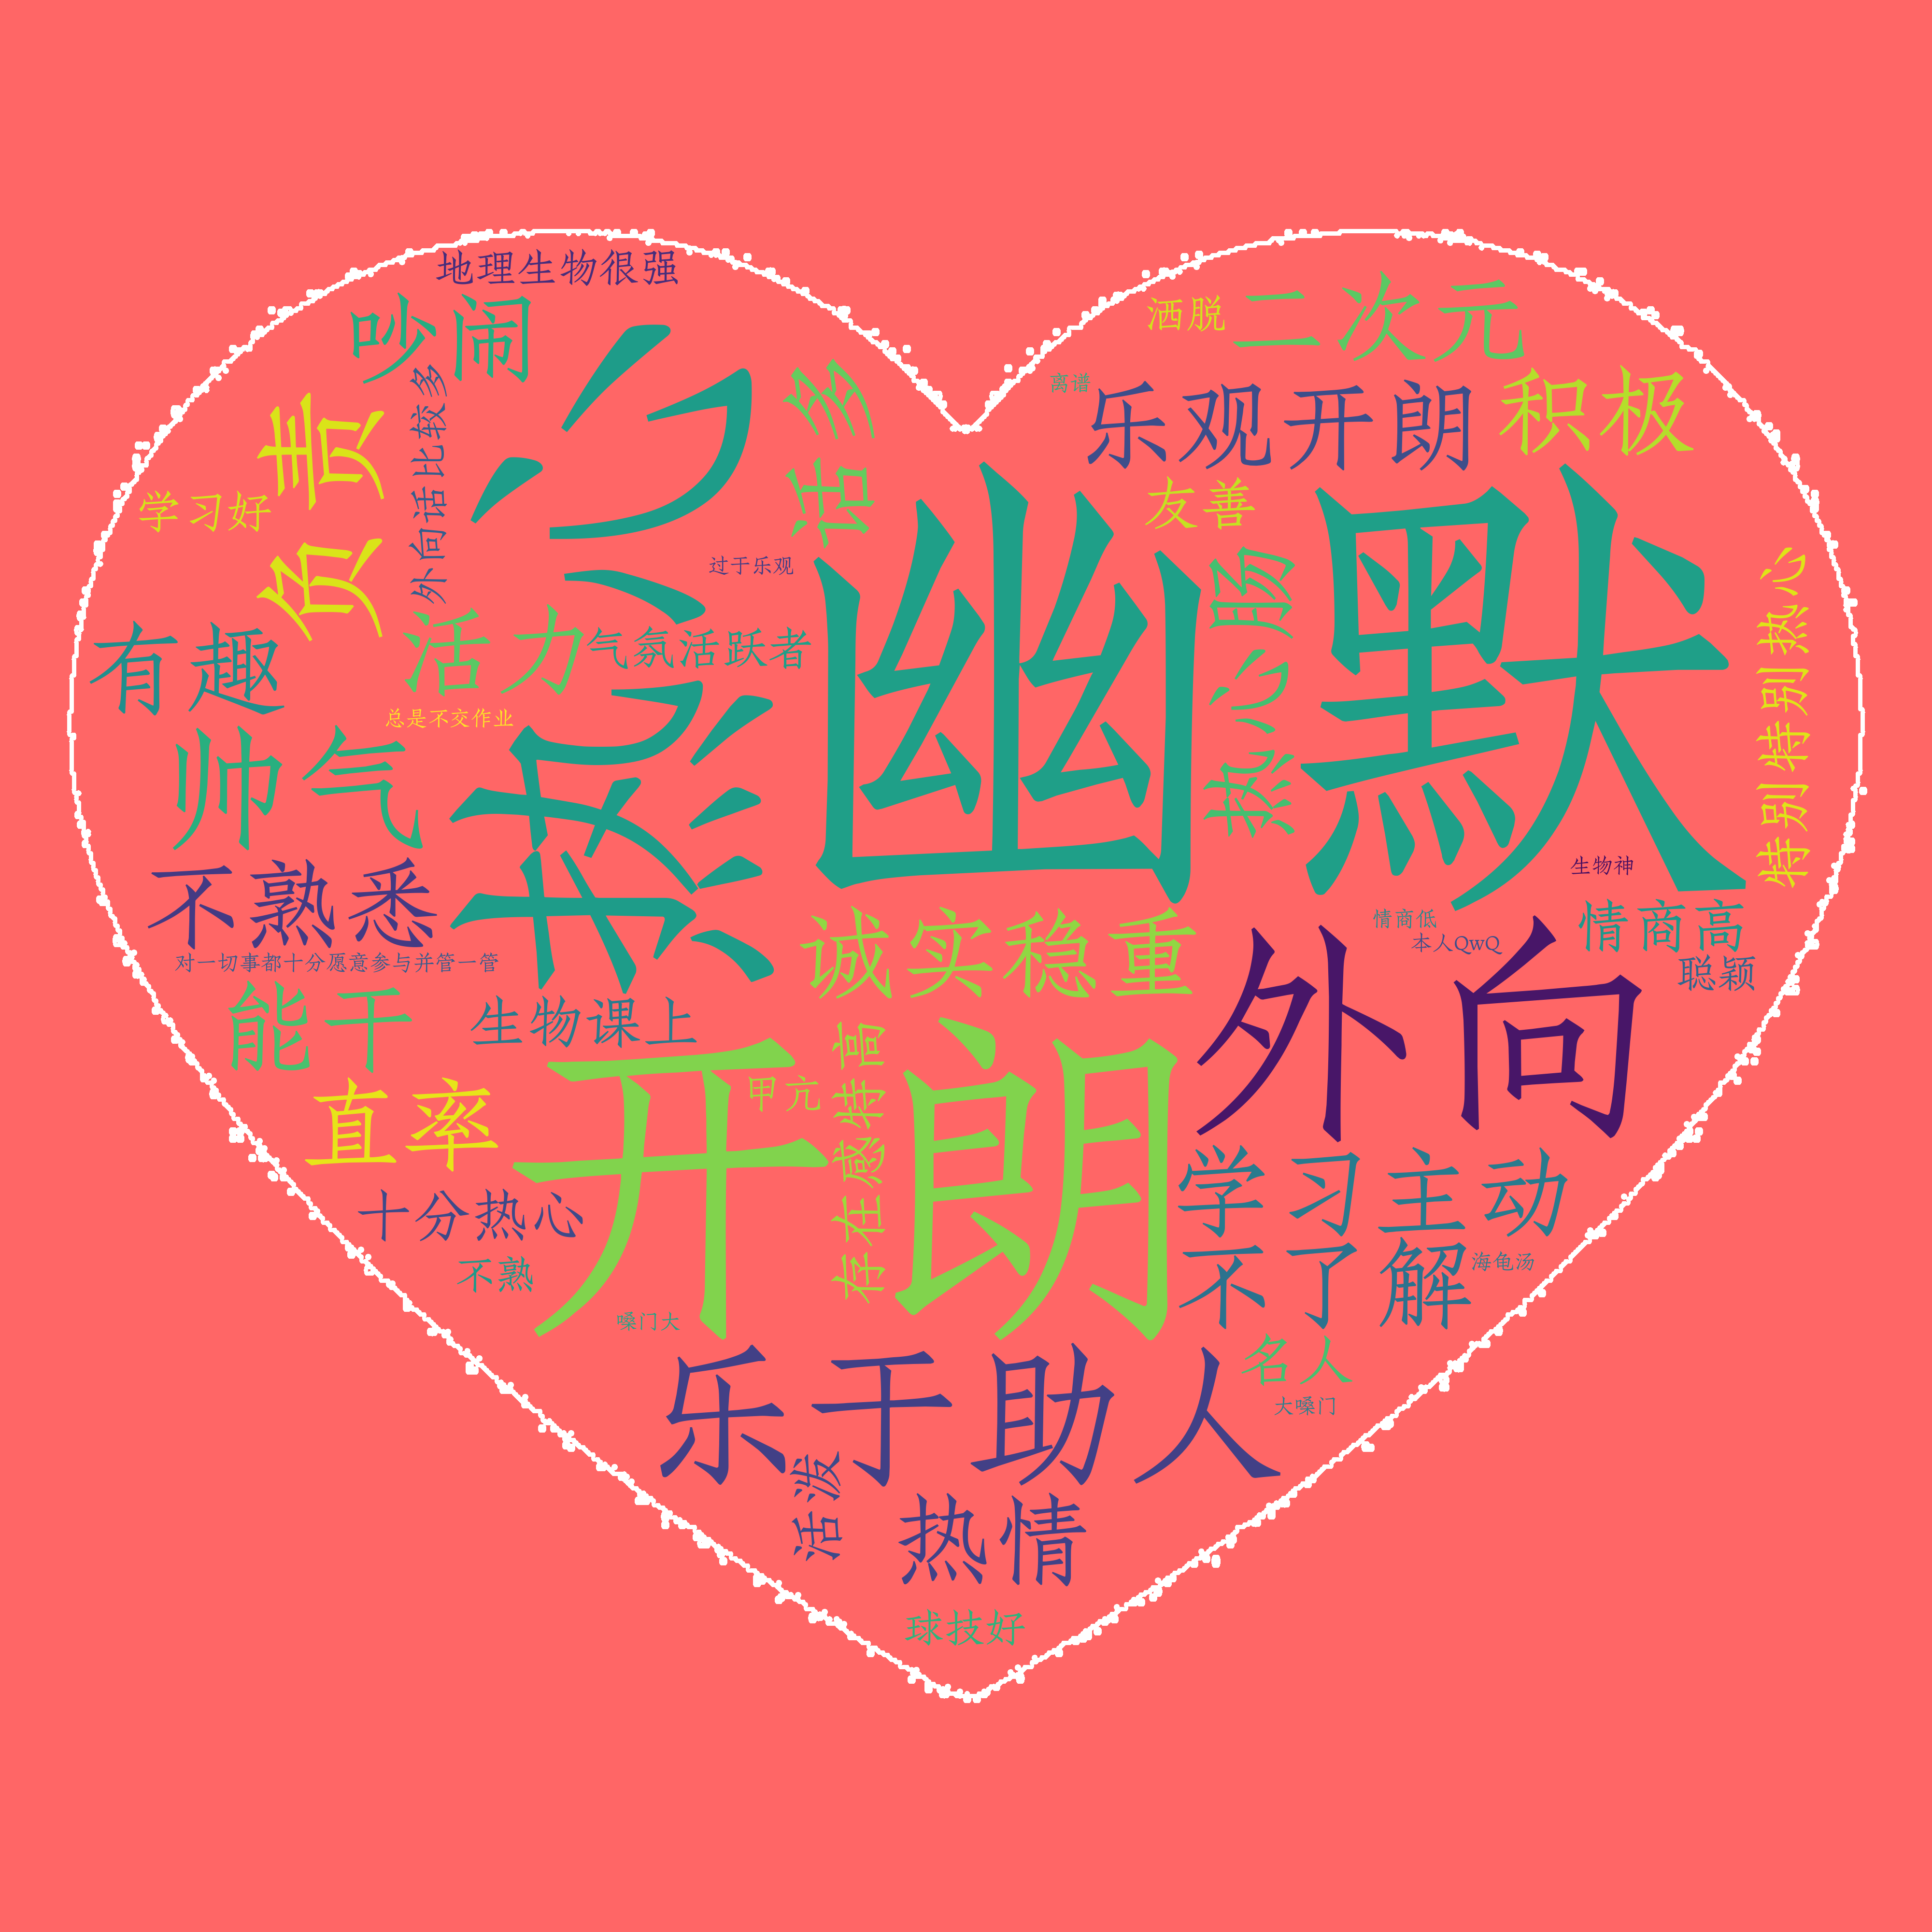 地理生物很强
吵闹
洒脱
二次元
离谱
乐观开朗
积极
话多
热心
负责
学习好
外向话比较多
友善
过于乐观
幽默
热心肠
特别特别热心
有趣
活力
气氛活跃者
总是不交作业
帅气
不熟悉
对一切事都十分愿意参与并管一管
生物神
情商低
情商高
本人QwQ
诚实稳重
外向
聪颖
能干
生物课上
开朗
甲亢
存在感特高
直率
学习主动
十分热心
不了解
海龟汤
不熟
嗓门大
名人
乐于助人
大嗓门
活泼
热情
球技好